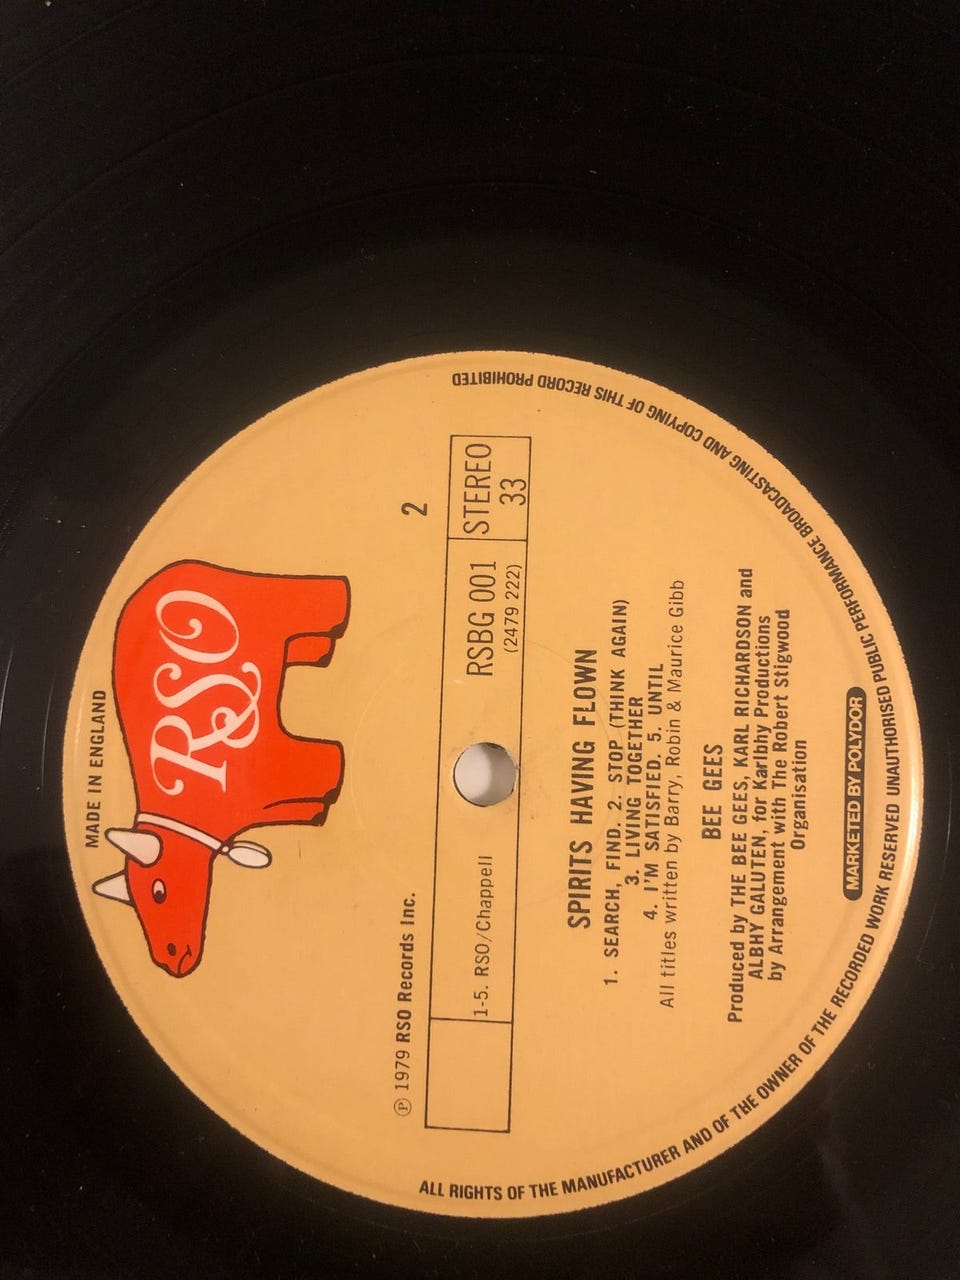 MADE IN ENGLAND
RSO
2
℗ 1979 RSO Records Inc.
1-5. RSO/Chappell
RSBG 001
(2479 222)
STEREO
33
SPIRITS HAVING FLOWN
1. SEARCH, FIND. 2. STOP (THINK AGAIN)
3. LIVING TOGETHER
4. I'M SATISFIED. 5. UNTIL
All titles written by Barry, Robin & Maurice Gibb
BEE GEES
Produced by THE BEE GEES, KARL RICHARDSON and
ALBHY GALUTEN, for Karlbhy Productions
by Arrangement with The Robert Stigwood
Organisation
MARKETED BY POLYDOR
ALL RIGHTS OF THE MANUFACTURER AND OF THE OWNER OF THE RECORDED WORK RESERVED UNAUTHORISED PUBLIC PERFORMANCE BROADCASTING AND COPYING OF THIS RECORD PROHIBITED